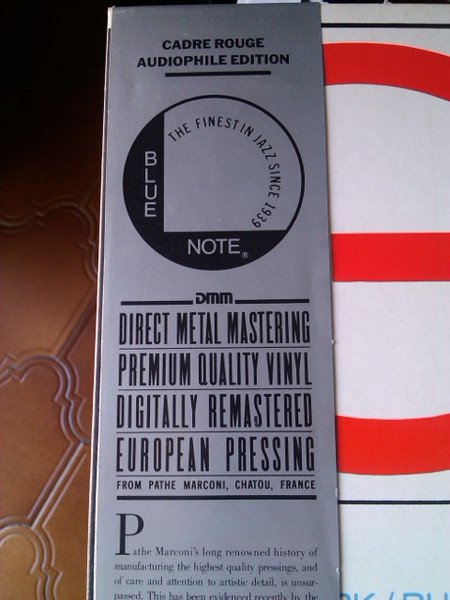 CADRE ROUGE
AUDIOPHILE EDITION
THE FINEST IN JAZZ SINCE 1939
BLUE
NOTE®
DMM
DIRECT METAL MASTERING
PREMIUM QUALITY VINYL
DIGITALLY REMASTERED
EUROPEAN PRESSING
FROM PATHE MARCONI, CHATOU, FRANCE
Pathe Marconi's long renowned history of
manufacturing the highest quality pressings, and
of care and attention to artistic detail, is unsur-
passed. This has been evidenced recently by the